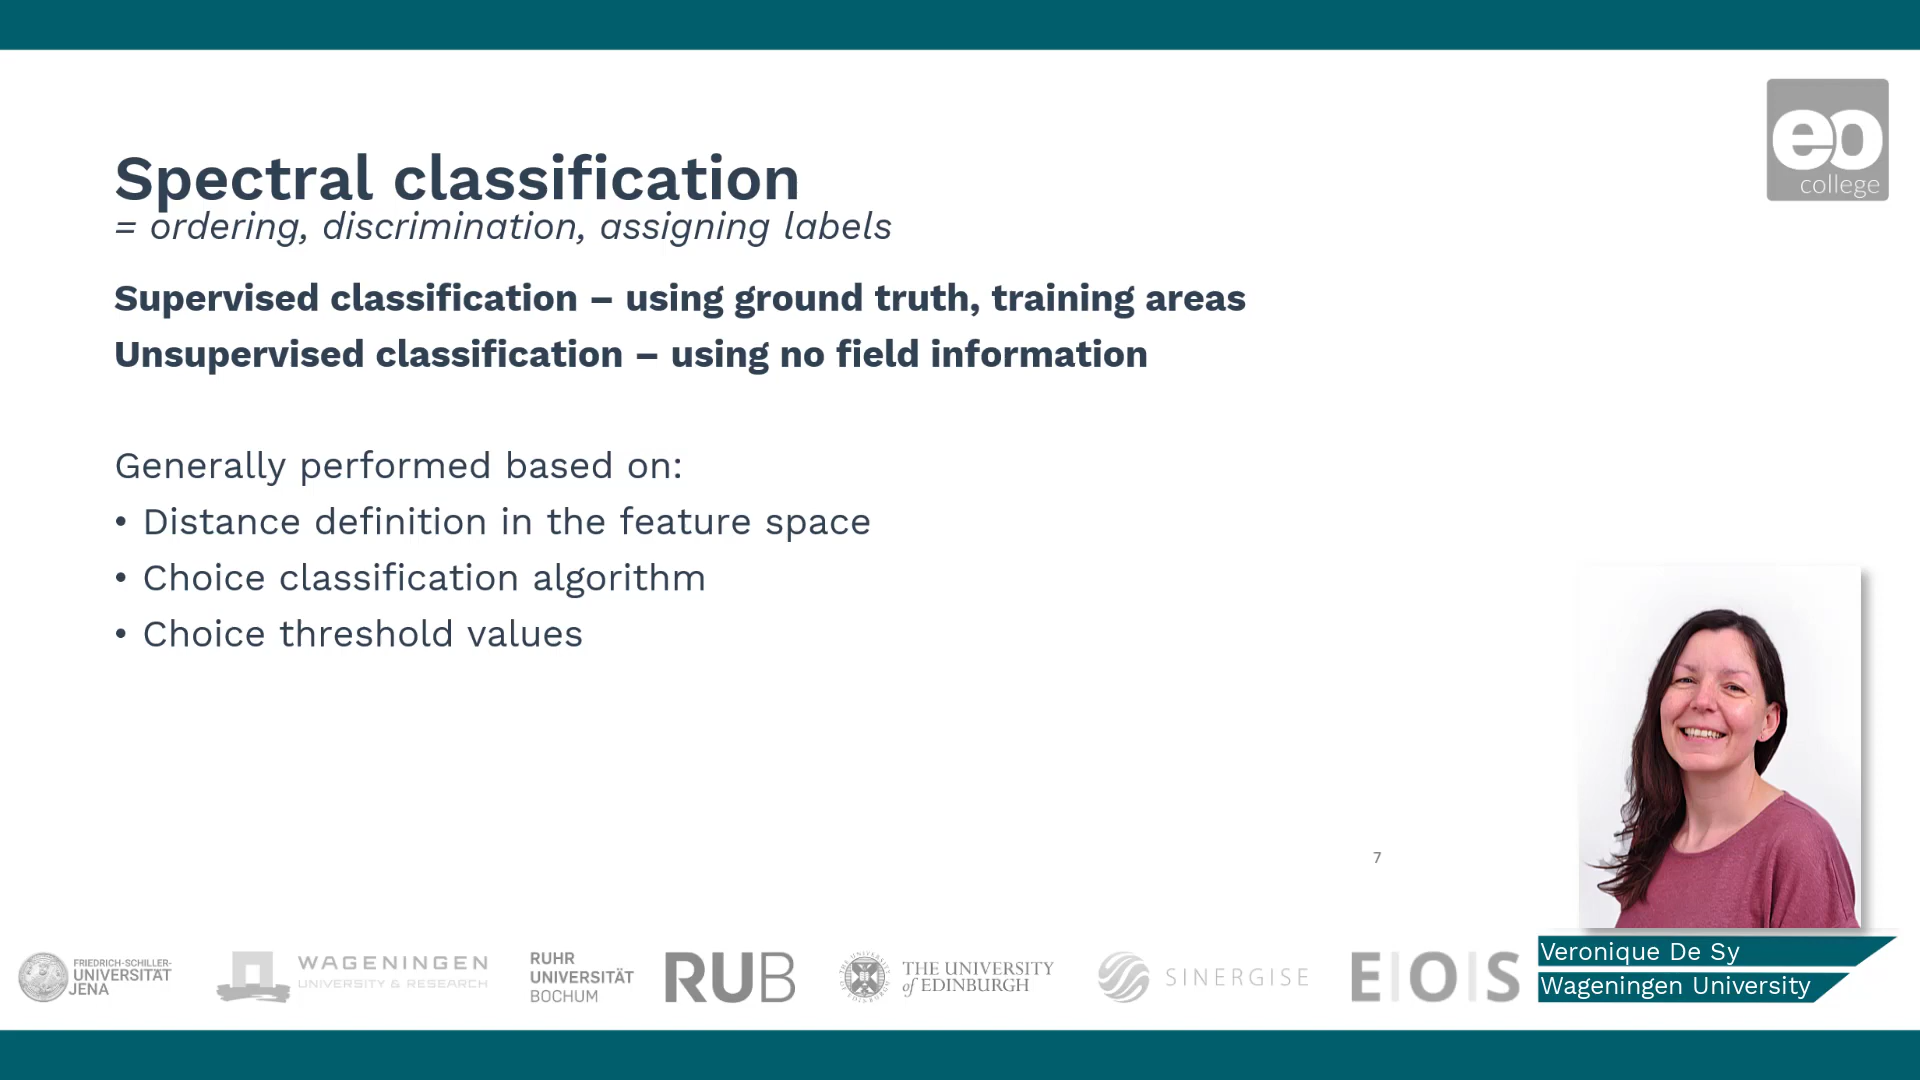 eo
college
Spectral classification
= ordering, discrimination, assigning labels
Supervised classification – using ground truth, training areas
Unsupervised classification – using no field information
Generally performed based on:
• Distance definition in the feature space
• Choice classification algorithm
• Choice threshold values
7
FRIEDRICH-SCHILLER-
UNIVERSITÄT
JENA
WAGENINGEN
UNIVERSITY & RESEARCH
RUHR
UNIVERSITÄT
BOCHUM
RUB
THE UNIVERSITY
of EDINBURGH
SINERGISE
E|O|S
Veronique De Sy
Wageningen University